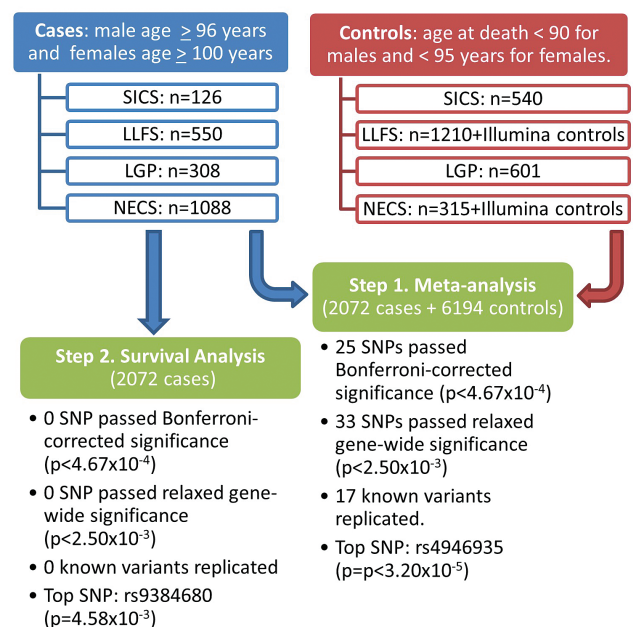 Cases: male age ≥ 96 years
and females age ≥ 100 years
SICS: n=126
LLFS: n=550
LGP: n=308
NECS: n=1088
Controls: age at death < 90 for
males and < 95 years for females.
SICS: n=540
LLFS: n=1210+Illumina controls
LGP: n=601
NECS: n=315+Illumina controls
Step 1. Meta-analysis
(2072 cases + 6194 controls)
• 25 SNPs passed
Bonferroni-corrected
significance (p<4.67x10⁻⁴)
• 33 SNPs passed relaxed
gene-wide significance
(p<2.50x10⁻³)
• 17 known variants
replicated.
• Top SNP: rs4946935
(p=p<3.20x10⁻⁵)
Step 2. Survival Analysis
(2072 cases)
• 0 SNP passed Bonferroni-
corrected significance
(p<4.67x10⁻⁴)
• 0 SNP passed relaxed gene-
wide significance
(p<2.50x10⁻³)
• 0 known variants replicated
• Top SNP: rs9384680
(p=4.58x10⁻³)